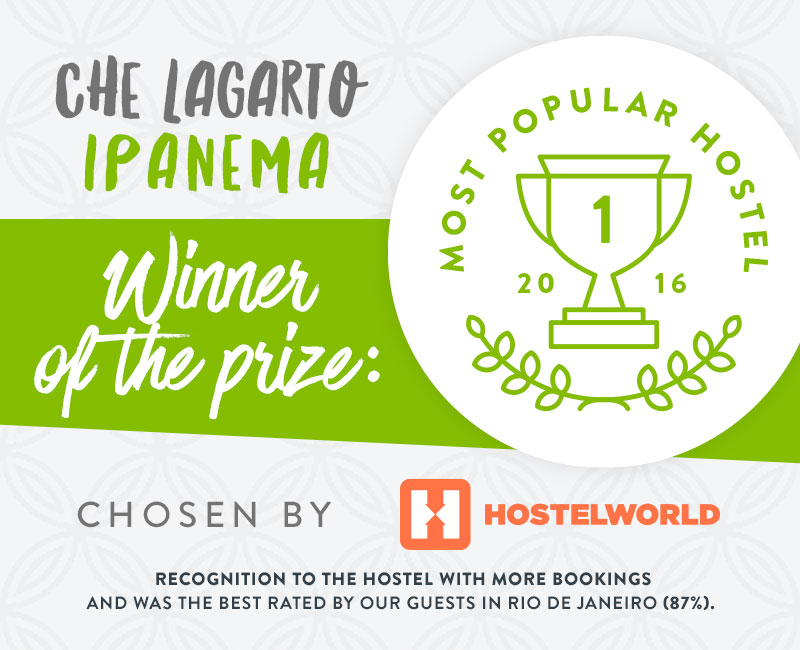 CHE LAGARTO
IPANEMA
MOST POPULAR HOSTEL
1
20 16
Winner
of the prize:
CHOSEN BY
H HOSTELWORLD
RECOGNITION TO THE HOSTEL WITH MORE BOOKINGS
AND WAS THE BEST RATED BY OUR GUESTS IN RIO DE JANEIRO (87%).